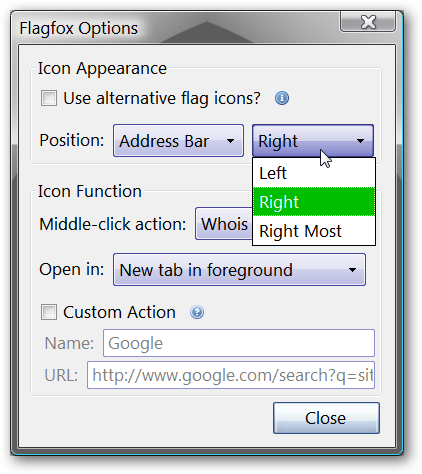 Flagfox Options
Icon Appearance
Use alternative flag icons?
Position: Address Bar Right
Left
Right
Right Most
Icon Function
Middle-click action: Whois
Open in: New tab in foreground
Custom Action
Name: Google
URL: http://www.google.com/search?q=sit
Close